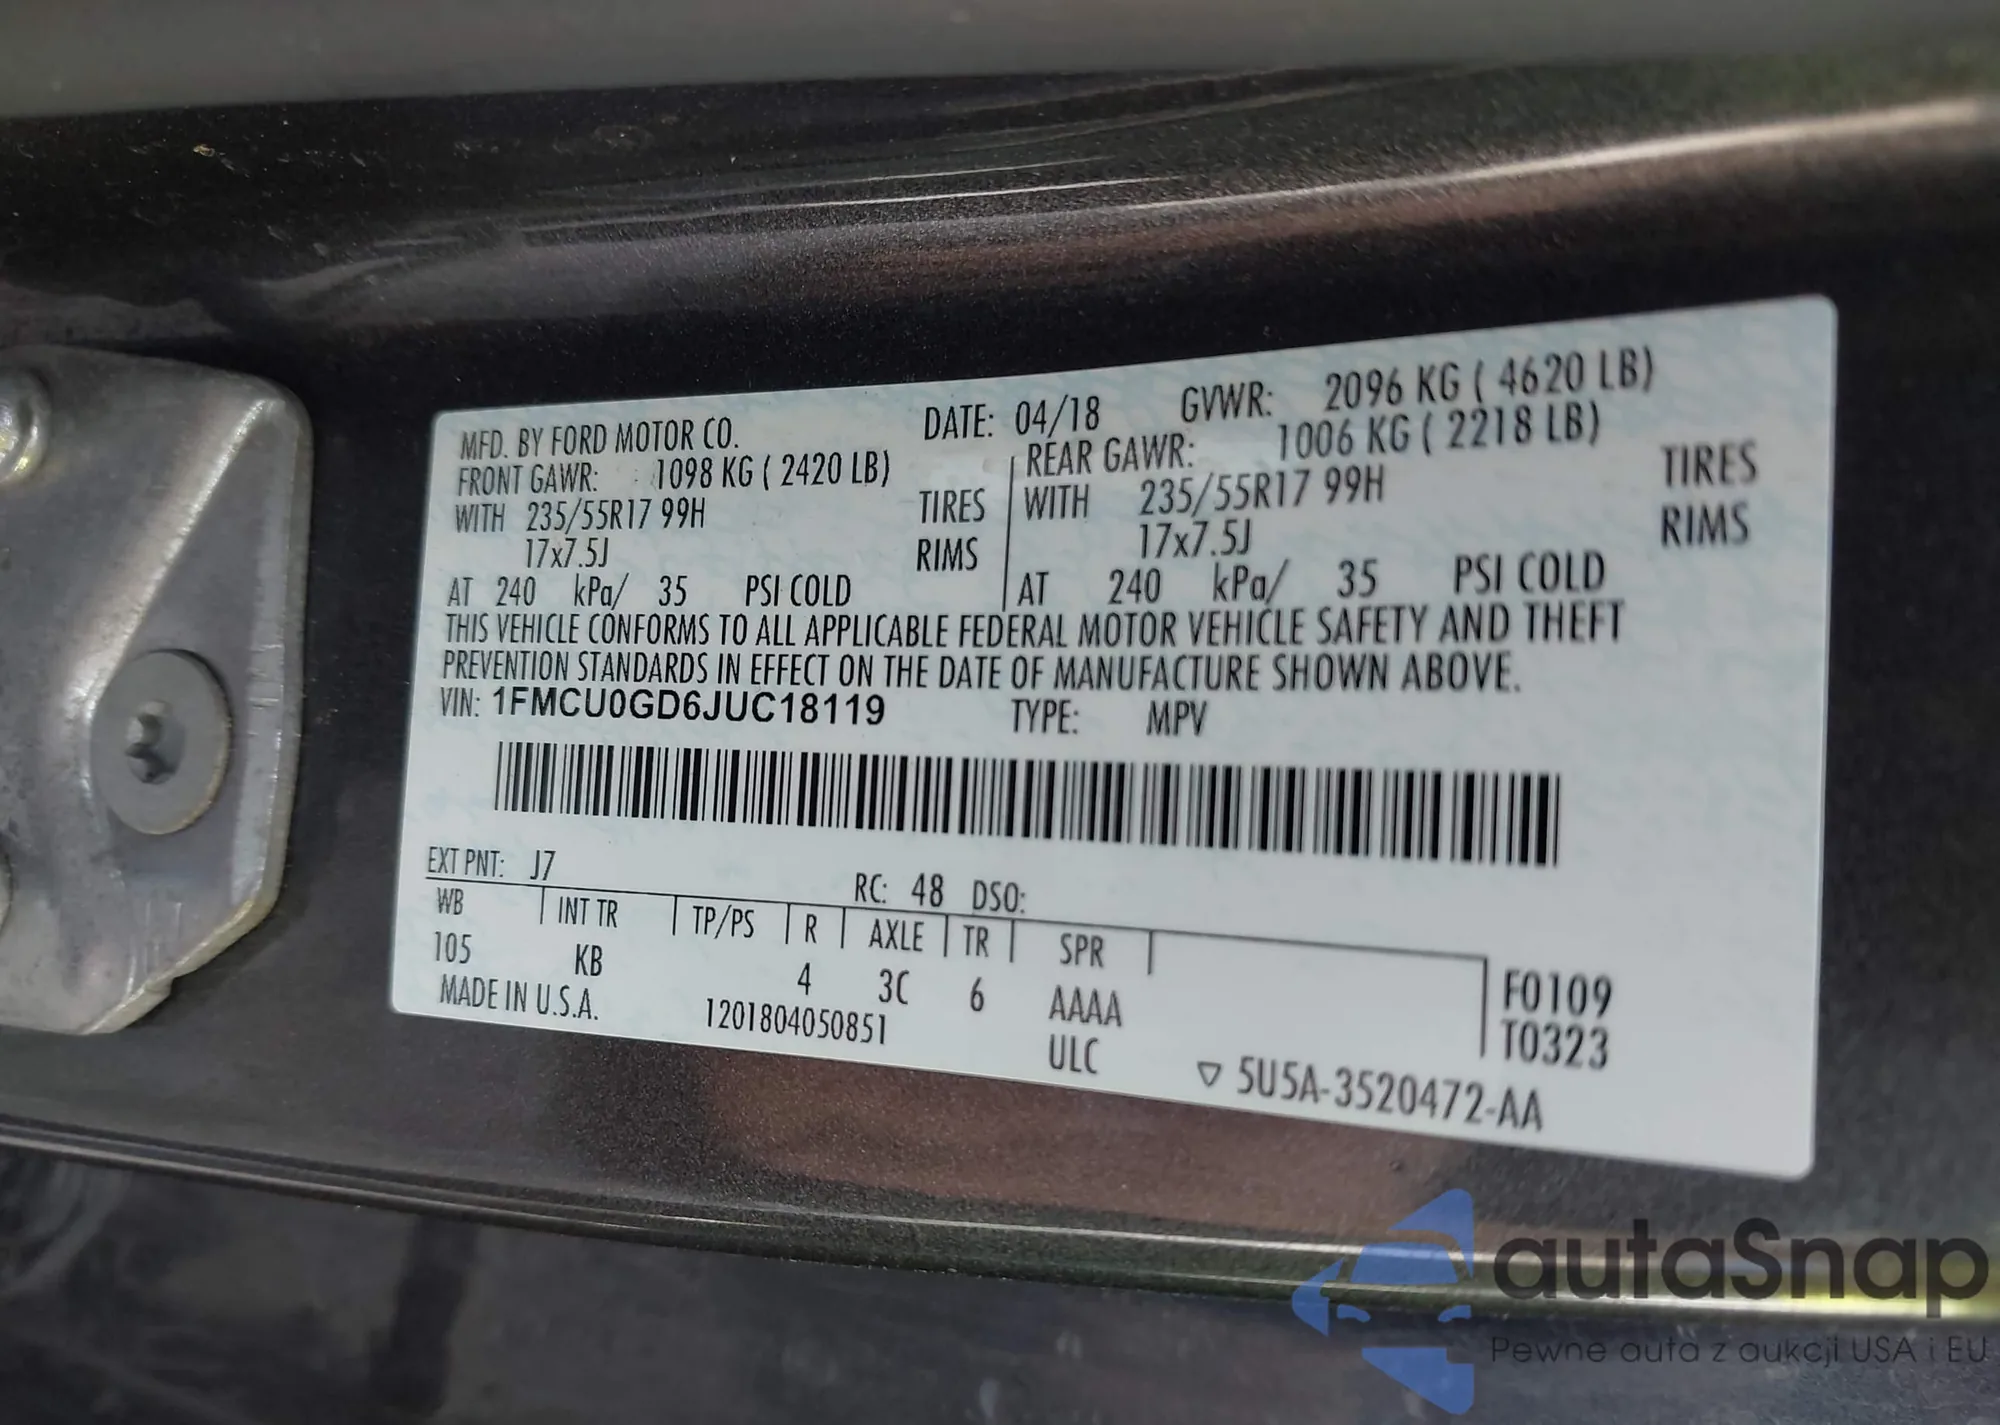 MFD. BY FORD MOTOR CO. DATE: 04/18 GVWR: 2096 KG ( 4620 LB)
FRONT GAWR: 1098 KG ( 2420 LB) REAR GAWR: 1006 KG ( 2218 LB)
WITH 235/55R17 99H TIRES WITH 235/55R17 99H TIRES
17x7.5J RIMS 17x7.5J RIMS
AT 240 kPa/ 35 PSI COLD AT 240 kPa/ 35 PSI COLD
THIS VEHICLE CONFORMS TO ALL APPLICABLE FEDERAL MOTOR VEHICLE SAFETY AND THEFT
PREVENTION STANDARDS IN EFFECT ON THE DATE OF MANUFACTURE SHOWN ABOVE.
VIN: 1FMCU0GD6JUC18119 TYPE: MPV
EXT PNT: J7 RC: 48 DSO:
WB INT TR TP/PS R AXLE TR SPR
105 KB 4 3C 6 AAAA F0109
MADE IN U.S.A. 1201804050851 ULC T0323
5U5A-3520472-AA
autaSnap
Pewne auta z aukcji USA i EU